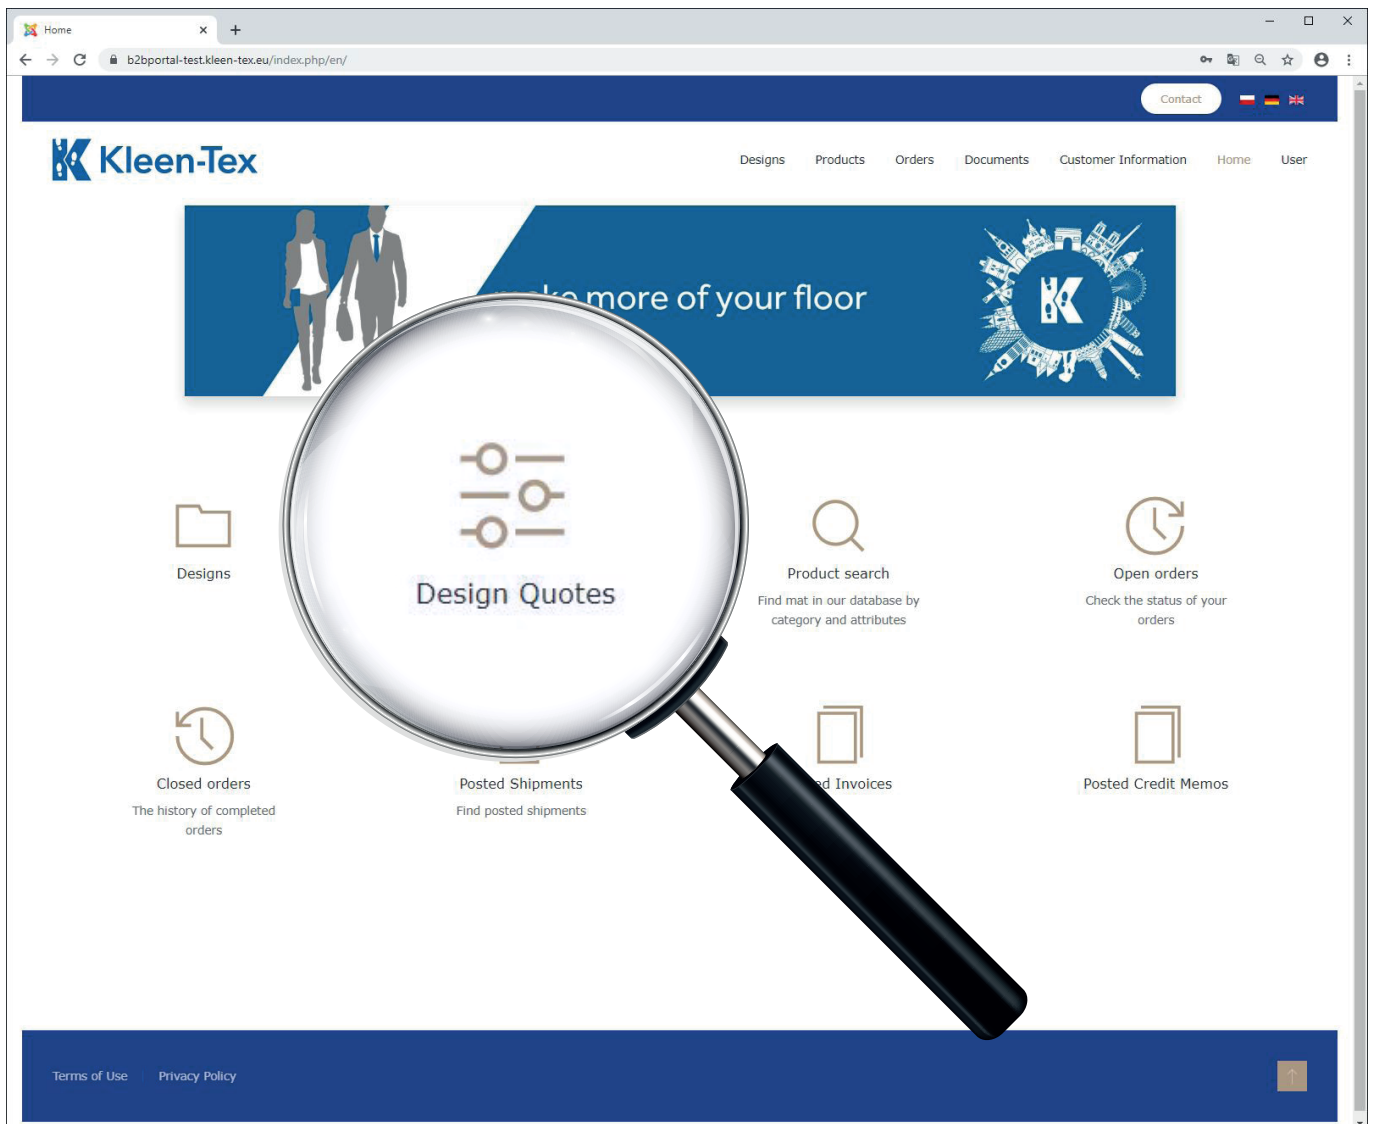 Home
b2bportal-test.kleen-tex.eu/index.php/en/
Contact
Kleen-Tex
Designs Products Orders Documents Customer Information Home User
more of your floor
Designs
Design Quotes
Product search
Find mat in our database by
category and attributes
Open orders
Check the status of your
orders
Closed orders
The history of completed
orders
Posted Shipments
Find posted shipments
Invoices
Posted Credit Memos
Terms of Use
Privacy Policy